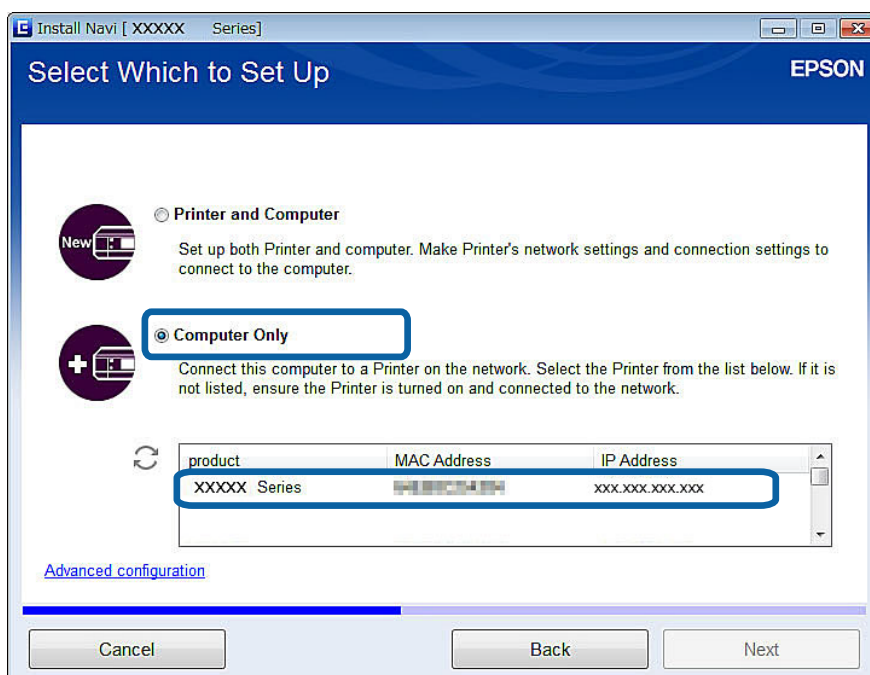 Install Navi [ XXXXX Series]
Select Which to Set Up
EPSON
New
Printer and Computer
Set up both Printer and computer. Make Printer's network settings and connection settings to
connect to the computer.
Computer Only
Connect this computer to a Printer on the network. Select the Printer from the list below. If it is
not listed, ensure the Printer is turned on and connected to the network.
product MAC Address IP Address
XXXXX Series xxx.xxx.xxx.xxx
Advanced configuration
Cancel Back Next